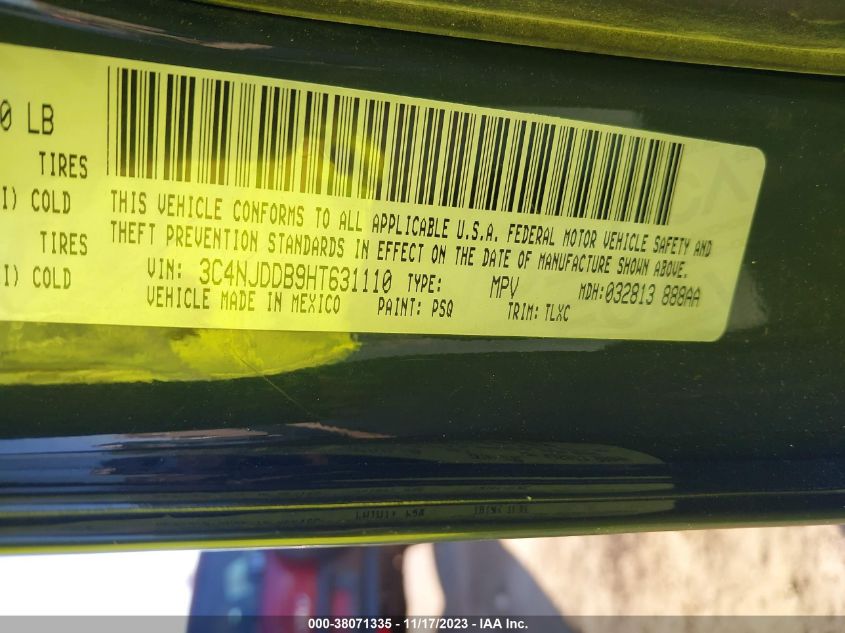 0 LB
TIRES
I) COLD
TIRES
I) COLD
THIS VEHICLE CONFORMS TO ALL APPLICABLE U.S.A. FEDERAL MOTOR VEHICLE SAFETY AND
THEFT PREVENTION STANDARDS IN EFFECT ON THE DATE OF MANUFACTURE SHOWN ABOVE.
VIN: 3C4NJDDB9HT631110 TYPE: MPV MDH:032813 888AA
VEHICLE MADE IN MEXICO PAINT: PSQ TRIM: TLXC
000-38071335 - 11/17/2023 - IAA Inc.